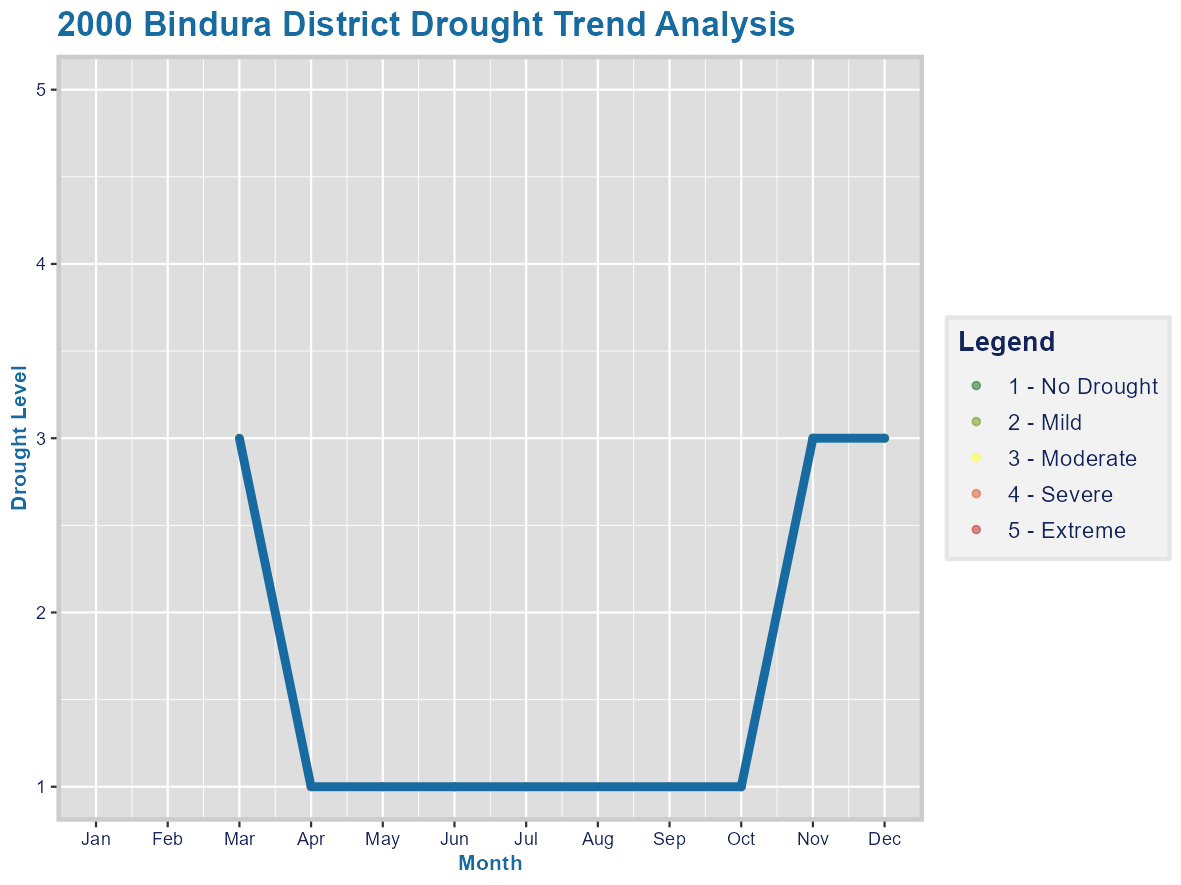 2000 Bindura District Drought Trend Analysis
5
4
3
2
1
Drought Level
Jan Feb Mar Apr May Jun Jul Aug Sep Oct Nov Dec
Month
Legend
1 - No Drought
2 - Mild
3 - Moderate
4 - Severe
5 - Extreme